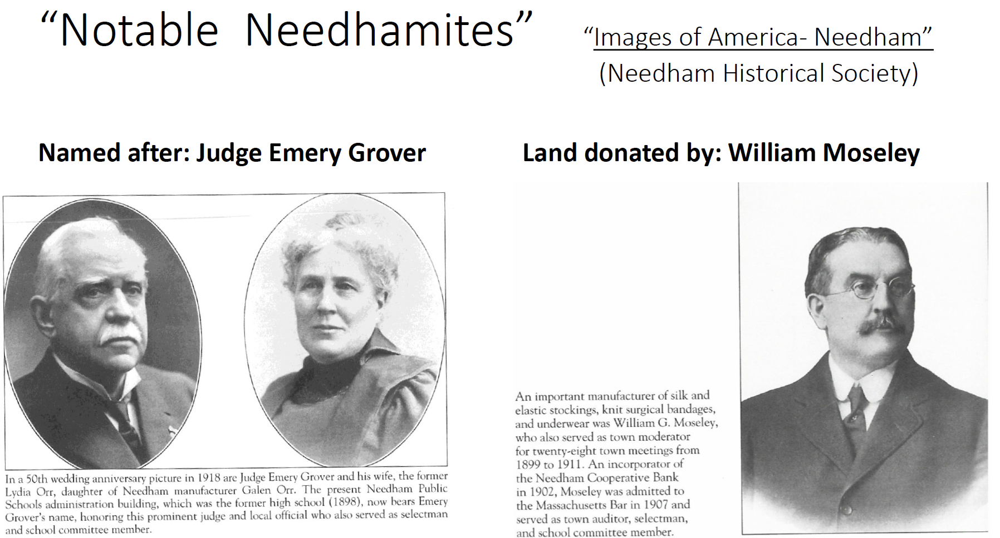 “Notable Needhamites”
“Images of America- Needham”
(Needham Historical Society)
Named after: Judge Emery Grover
Land donated by: William Moseley
In a 50th wedding anniversary picture in 1918 are Judge Emery Grover and his wife, the former
Lydia Orr, daughter of Needham manufacturer Galen Orr. The present Needham Public
Schools administration building, which was the former high school (1898), now bears Emery
Grover's name, honoring this prominent judge and local official who also served as selectman
and school committee member.
An important manufacturer of silk and
elastic stockings, knit surgical bandages,
and underwear was William G. Moseley,
who also served as town moderator
for twenty-eight town meetings from
1899 to 1911. An incorporator of
the Needham Cooperative Bank
in 1902, Moseley was admitted to
the Massachusetts Bar in 1907 and
served as town auditor, selectman,
and school committee member.